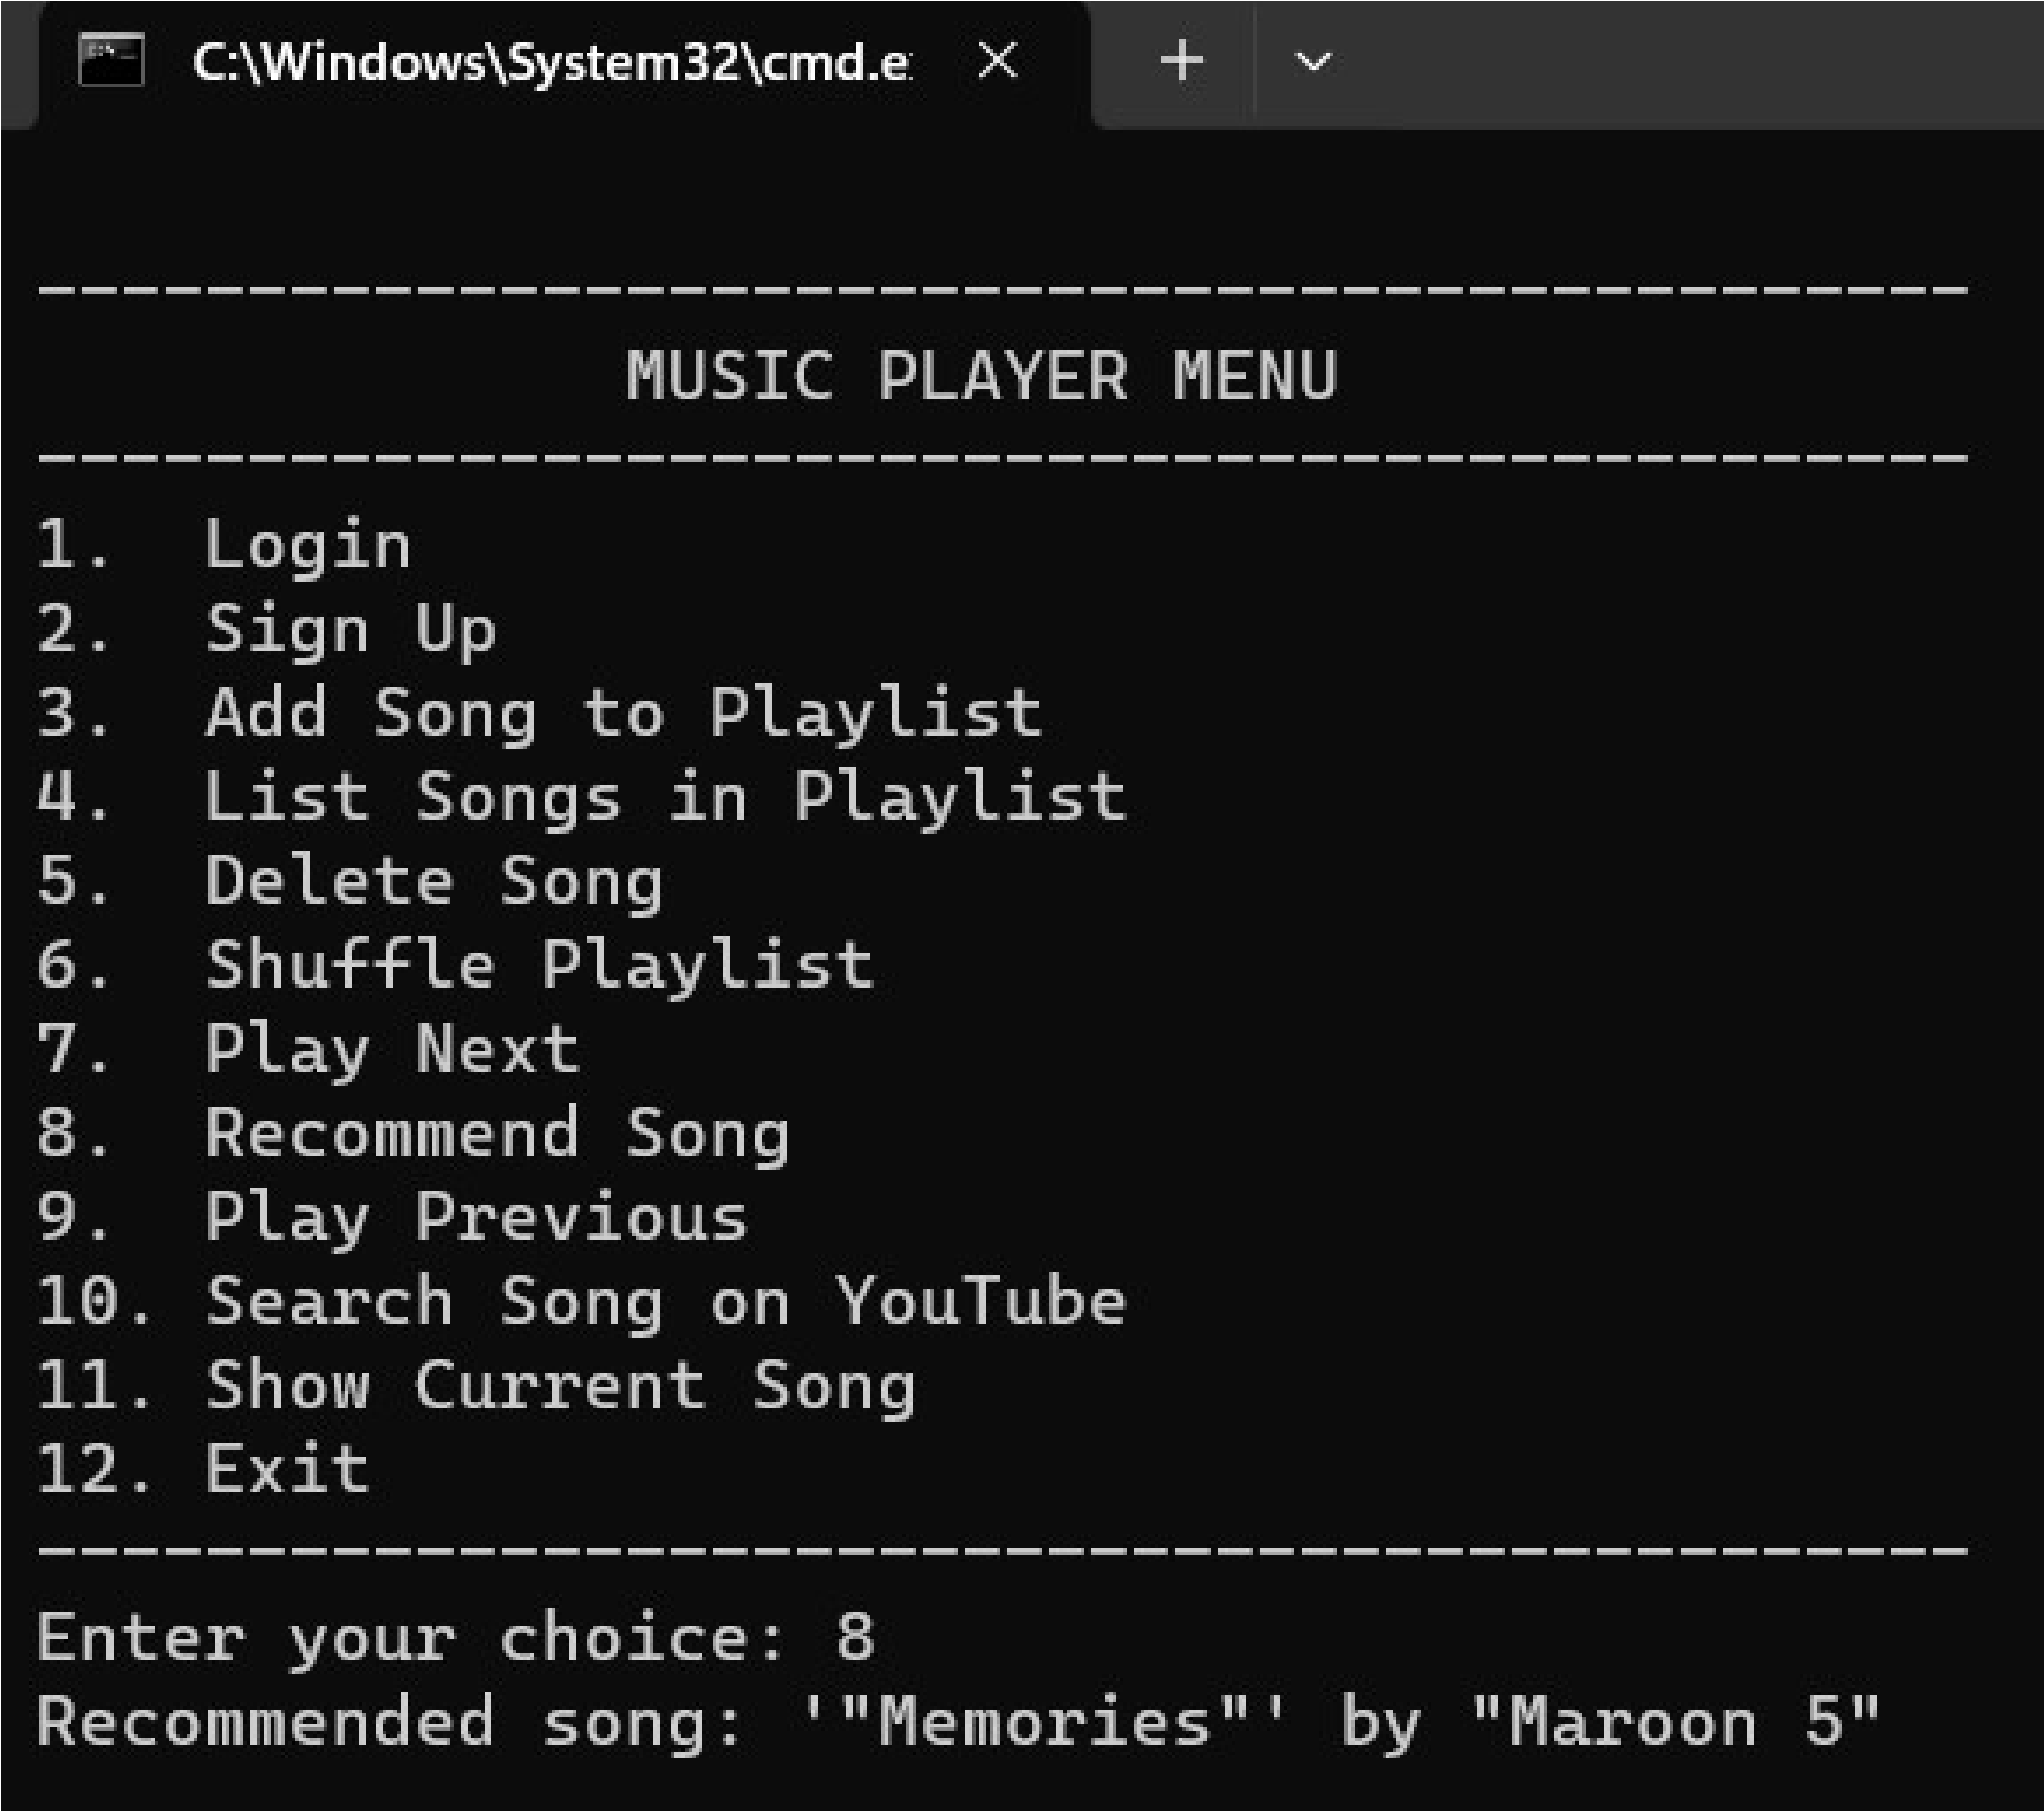 C:\Windows\System32\cmd.e
----------------------------------------------
MUSIC PLAYER MENU
----------------------------------------------
1.  Login
2.  Sign Up
3.  Add Song to Playlist
4.  List Songs in Playlist
5.  Delete Song
6.  Shuffle Playlist
7.  Play Next
8.  Recommend Song
9.  Play Previous
10. Search Song on YouTube
11. Show Current Song
12. Exit
----------------------------------------------
Enter your choice: 8
Recommended song: '"Memories"' by "Maroon 5"